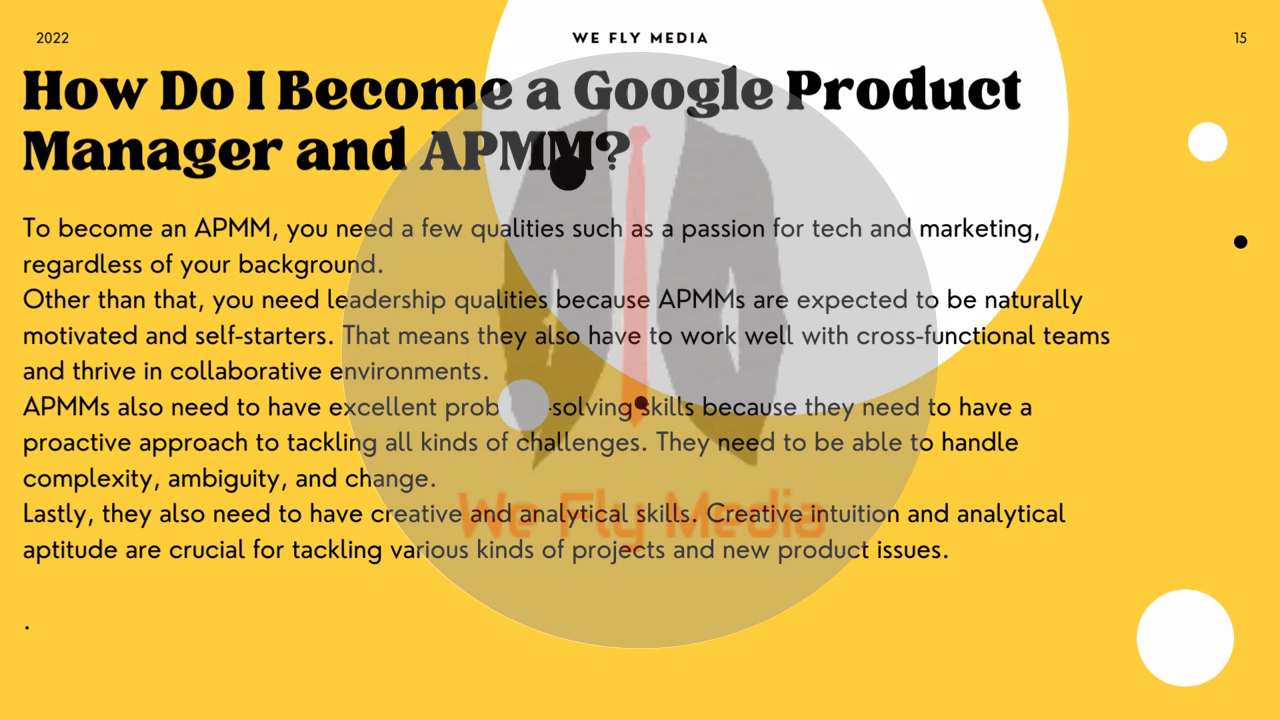 2022
WE FLY MEDIA
15
How Do I Become a Google Product
Manager and APMM?
To become an APMM, you need a few qualities such as a passion for tech and marketing,
regardless of your background.
Other than that, you need leadership qualities because APMMs are expected to be naturally
motivated and self-starters. That means they also have to work well with cross-functional teams
and thrive in collaborative environments.
APMMs also need to have excellent prob -solving skills because they need to have a
proactive approach to tackling all kinds of challenges. They need to be able to handle
complexity, ambiguity, and change.
Lastly, they also need to have creative and analytical skills. Creative intuition and analytical
We Fly Media
aptitude are crucial for tackling various kinds of projects and new product issues.
.